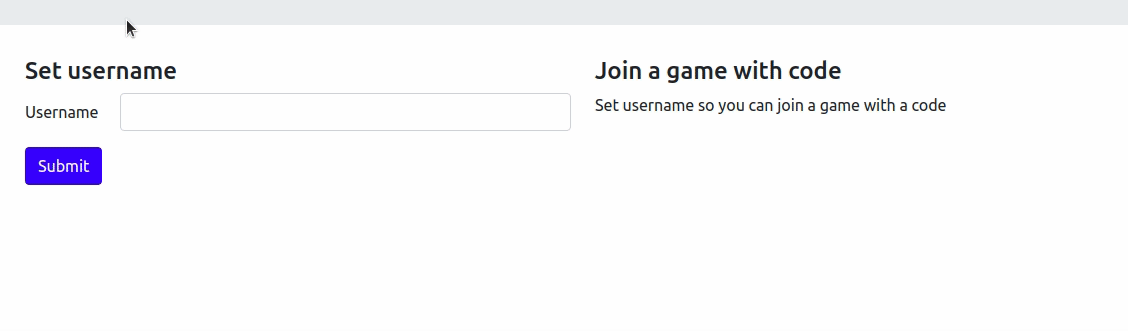 Set username
Username
Submit
Join a game with code
Set username so you can join a game with a code